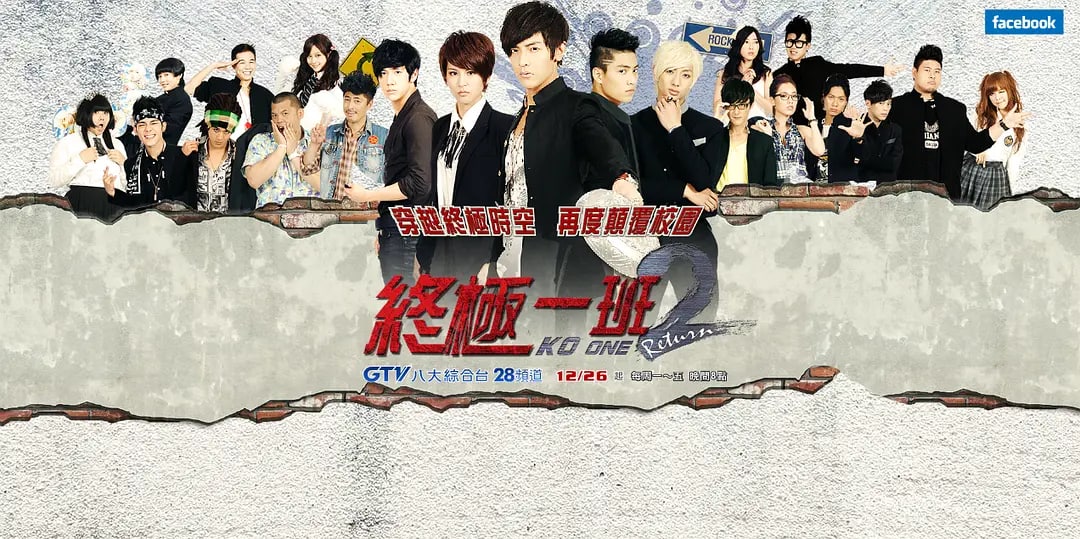 facebook
ROCK
穿越終極時空 再度顛覆校園
終極一班2
KO ONE Return
GTV 八大綜合台 28頻道 12/26 起 每周一~五 晚間8點